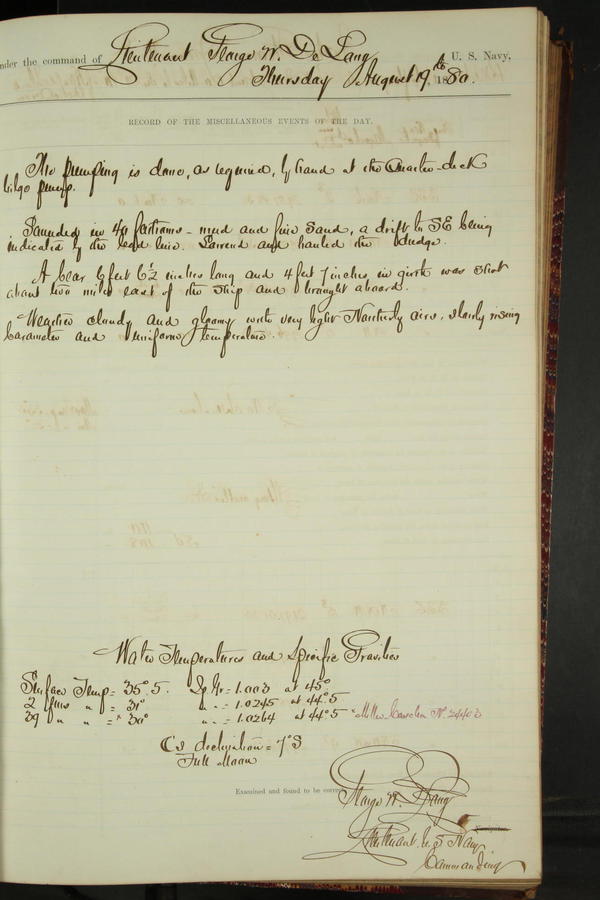 nder the command of Lieutenant George W. De Long, U. S. Navy,
Thursday August 19th, 1880.
RECORD OF THE MISCELLANEOUS EVENTS OF THE DAY.
The pumping is done, as required, by hand at the Quarter-deck
bilge pump.
Sounded in 40 fathoms - mud and fine sand, a drift to SE being
indicated by the lead line. Lowered and hauled the dredge.
A bear 6 feet 6½ inches long and 4 feet 7 inches in girth was shot
about two miles east of the ship and brought aboard.
Weather cloudy and gloomy with very light Northerly airs, slowly rising
barometer and uniform temperature.
Water Temperatures and Specific Gravities
Surface Temp = 35°.5. Sp Gr = 1.003 at 45°
2 fms " = 31° " " = 1.0245 at 44°.5
39 " " =* 30° " " = 1.0264 at 44°.5 * Miller Casella No. 24403
C's declination = 7° S
Full Moon
Examined and found to be correct
George W. De Long
Lieutenant U.S. Navy
Navigator.
Commanding